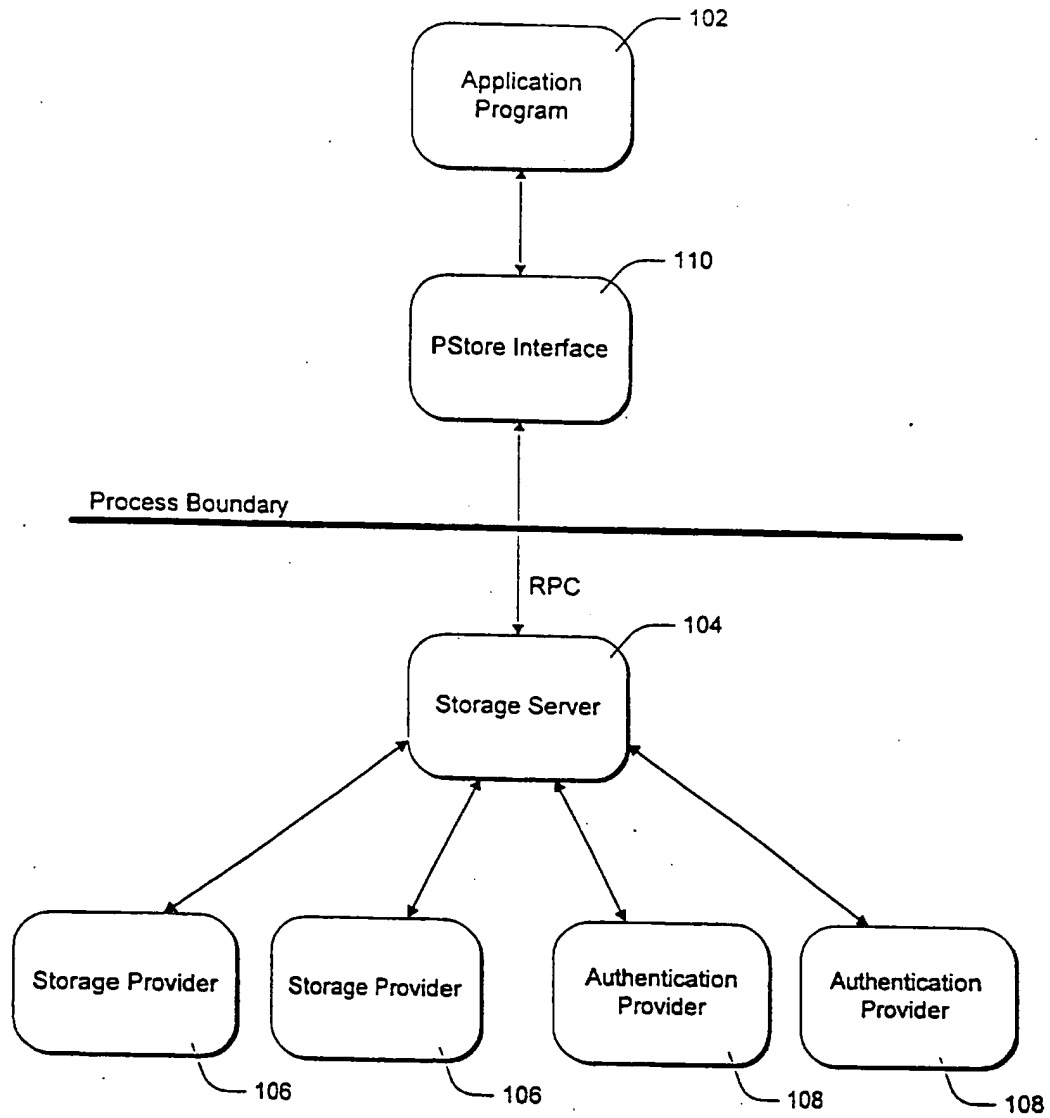 102
Application
Program
110
PStore Interface
Process Boundary
RPC
104
Storage Server
Storage Provider
Storage Provider
Authentication
Provider
Authentication
Provider
106
106
108
108